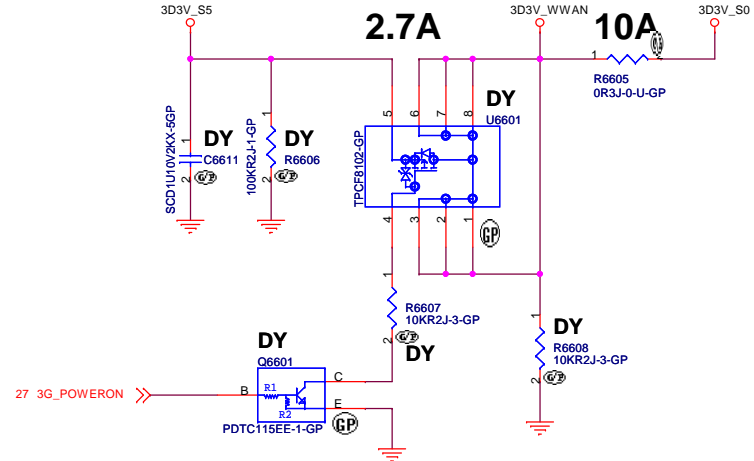 3D3V_S5
3D3V_WWAN
3D3V_S0
2.7A
10A
1
R6605
0R3J-0-U-GP
5
6
7
8
DY
U6601
TPCF8102-GP
1
DY
C6611
2
G/P
SCD1U10V2KX-5GP
1
DY
R6606
2
G/P
100KR2J-1-GP
4
3
2
1
GP
1
R6607
10KR2J-3-GP
2
G/P
DY
1
DY
R6608
10KR2J-3-GP
2
G/P
DY
Q6601
27 3G_POWERON
B
R1
R2
C
E
GP
PDTC115EE-1-GP